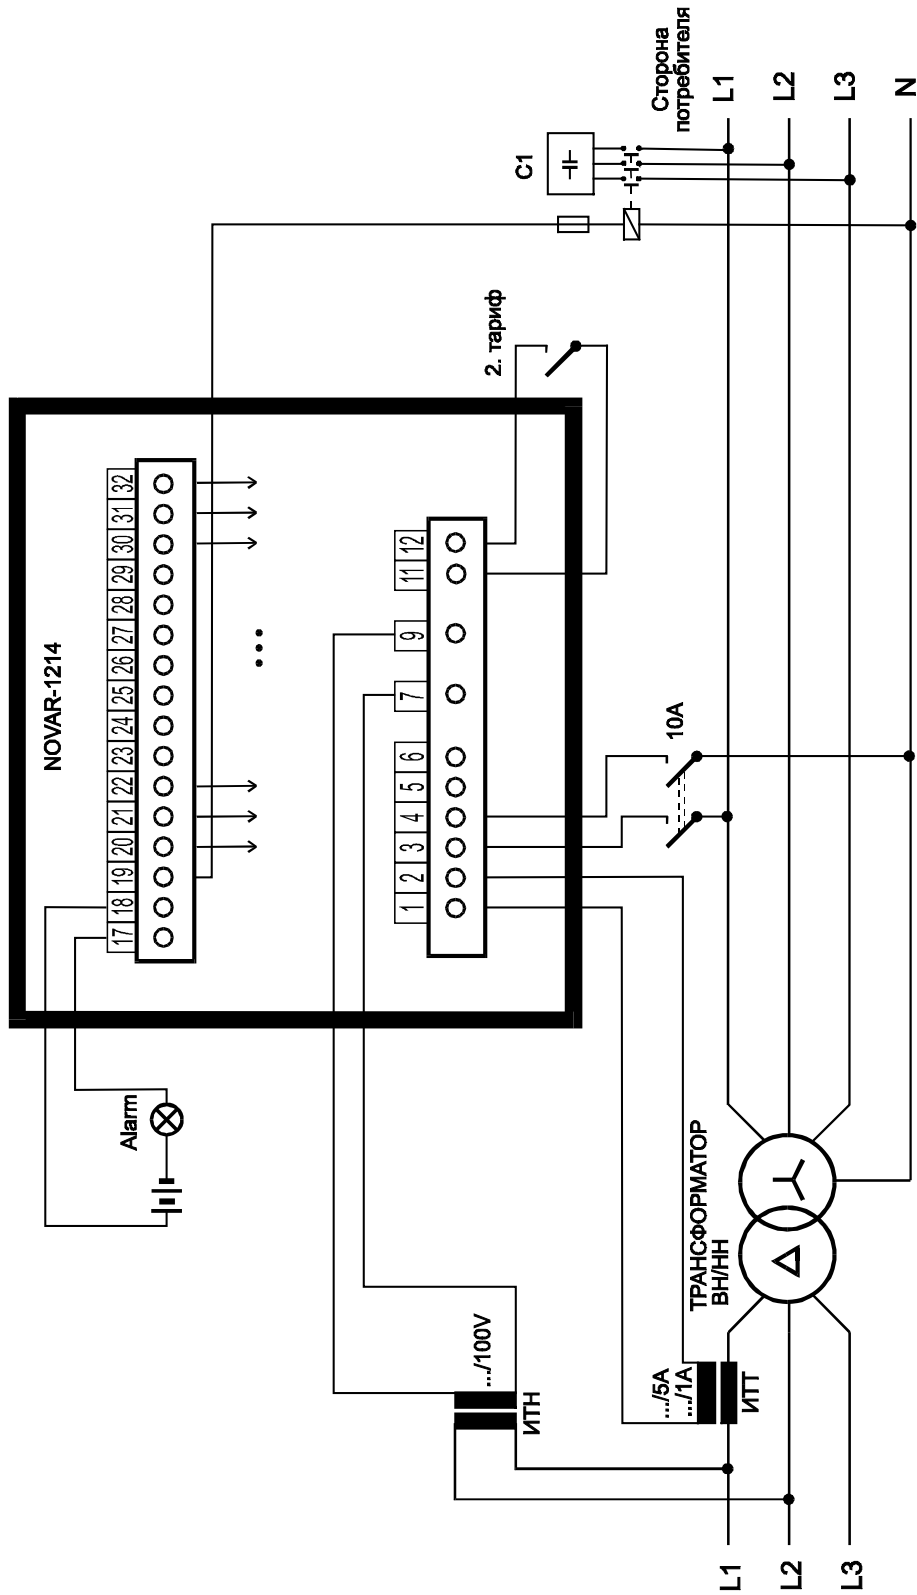 NOVAR-1214
17 18 19 20 21 22 23 24 25 26 27 28 29 30 31 32
1 2 3 4 5 6 7 9 11 12
Alarm
2. тариф
C1
Сторона
потребителя
L1
L2
L3
N
10A
.../100V
ИТН
..../5A
.../1A
ИТТ
ТРАНСФОРМАТОР
ВН/НН
L1
L2
L3